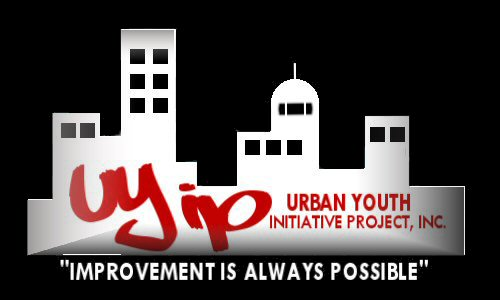 uyip
URBAN YOUTH
INITIATIVE PROJECT, INC.
"IMPROVEMENT IS ALWAYS POSSIBLE"